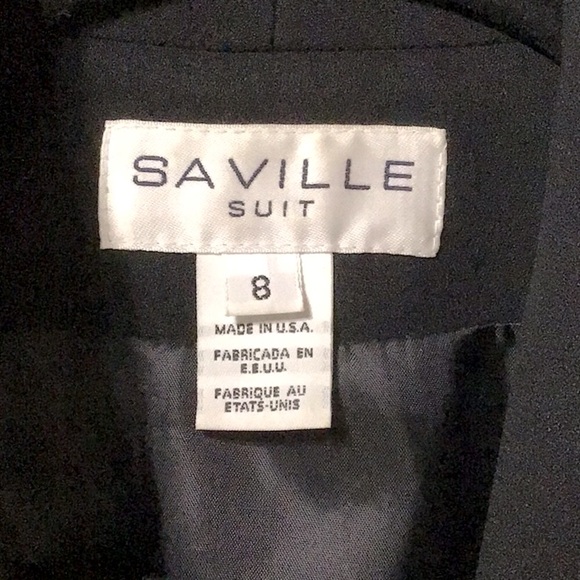 SAVILLE
SUIT
8
MADE IN U.S.A.
FABRICADA EN
E.E.U.U.
FABRIQUE AU
ETATS-UNIS